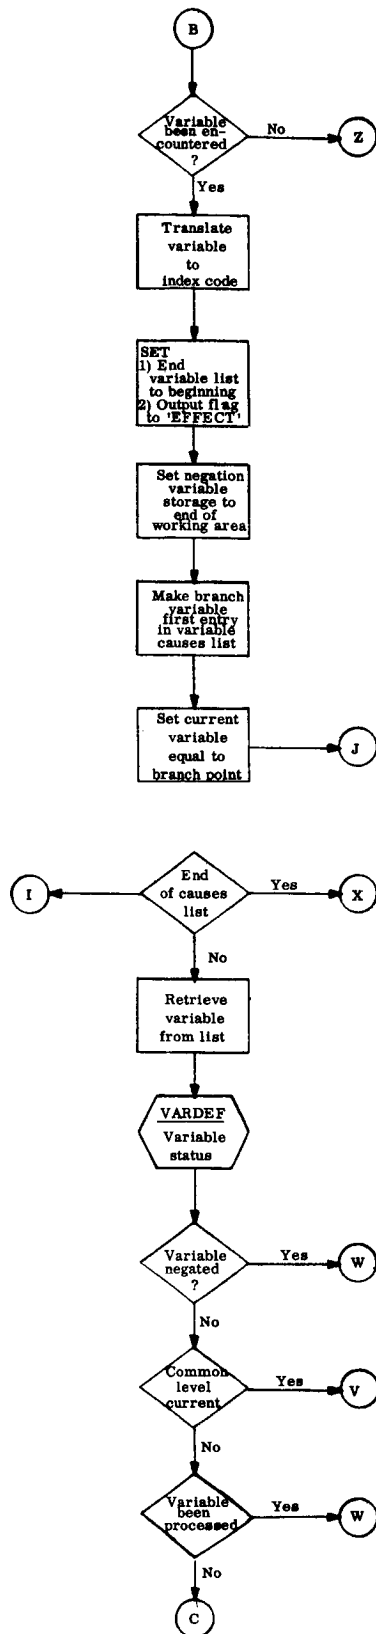 B
Variable
been en-
countered
?
No
Z
Yes
Translate
variable
to
index code
SET
1) End
variable list
to beginning
2) Output flag
to 'EFFECT'
Set negation
variable
storage to
end of
working area
Make branch
variable
first entry
in variable
causes list
Set current
variable
equal to
branch point
J
I
End
of causes
list
Yes
X
No
Retrieve
variable
from list
VARDEF
Variable
status
Variable
negated
?
Yes
W
No
Common
level
current
Yes
V
No
Variable
been
processed
Yes
W
No
C